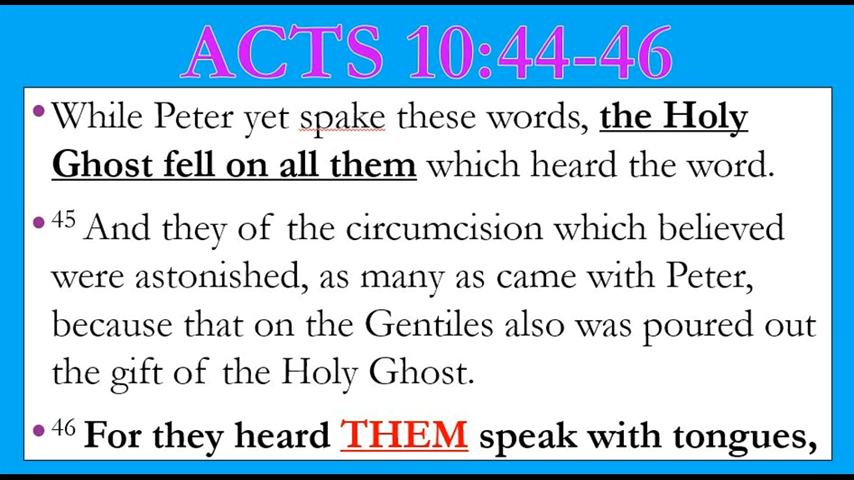 ACTS 10:44-46
•While Peter yet spake these words, the Holy
Ghost fell on all them which heard the word.
•45 And they of the circumcision which believed
were astonished, as many as came with Peter,
because that on the Gentiles also was poured out
the gift of the Holy Ghost.
•46 For they heard THEM speak with tongues,